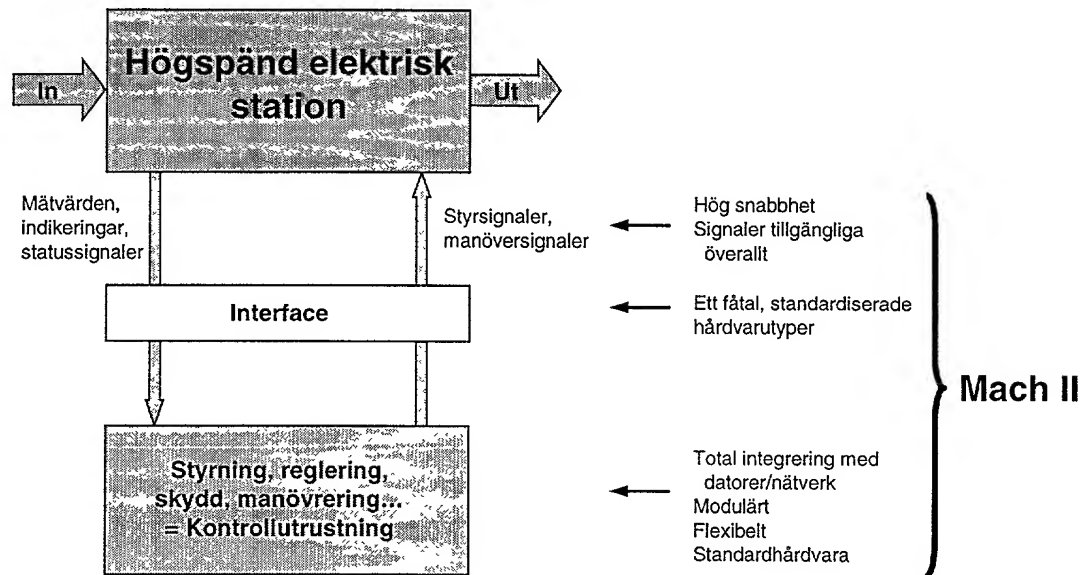 Högspänd elektrisk
station
In
Ut
Mätvärden,
indikeringar,
statussignaler
Styrsignaler,
manöversignaler
Hög snabbhet
Signaler tillgängliga
överallt
Interface
Ett fåtal, standardiserade
hårdvarutyper
Mach II
Styrning, reglering,
skydd, manövrering...
= Kontrollutrustning
Total integrering med
datorer/nätverk
Modulärt
Flexibelt
Standardhårdvara